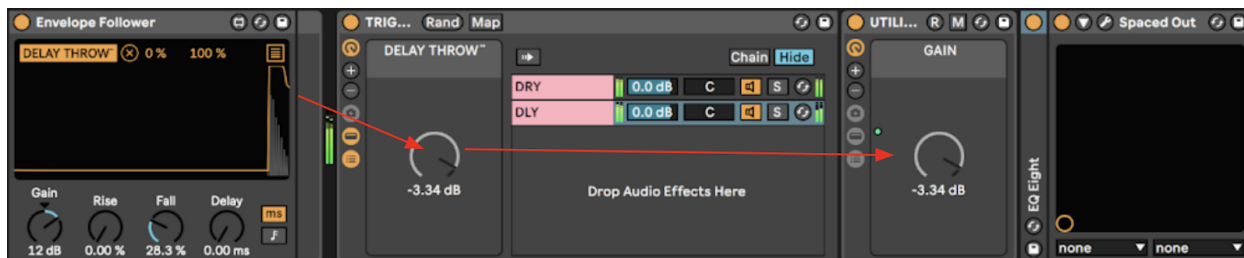 Envelope Follower
DELAY THROW™ 0 % 100 %
Gain Rise Fall Delay
ms
12 dB 0.00 % 28.3 % 0.00 ms
TRIG... Rand Map
DELAY THROW™
-3.34 dB
Chain Hide
DRY 0.0 dB C S
DLY 0.0 dB C S
Drop Audio Effects Here
UTILI... R M
GAIN
-3.34 dB
EQ Eight
Spaced Out
none none